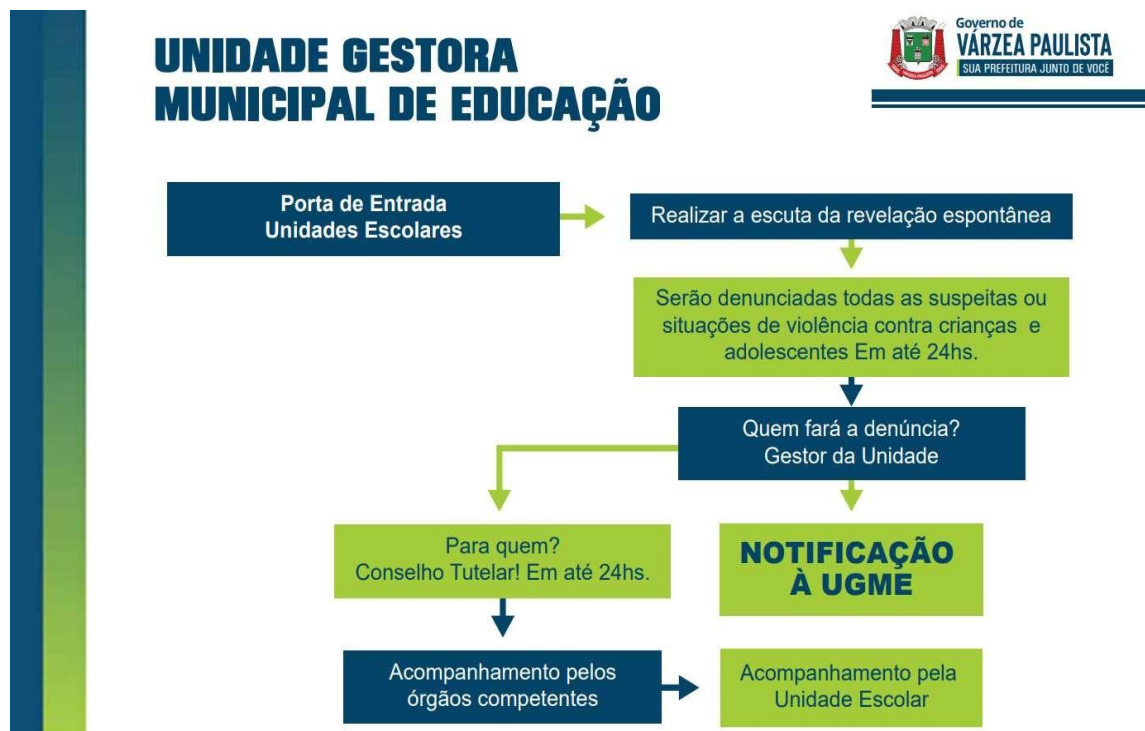 UNIDADE GESTORA
MUNICIPAL DE EDUCAÇÃO
Governo de
VÁRZEA PAULISTA
SUA PREFEITURA JUNTO DE VOCÊ
Porta de Entrada
Unidades Escolares
Realizar a escuta da revelação espontânea
Serão denunciadas todas as suspeitas ou
situações de violência contra crianças e
adolescentes Em até 24hs.
Quem fará a denúncia?
Gestor da Unidade
Para quem?
Conselho Tutelar! Em até 24hs.
NOTIFICAÇÃO
À UGME
Acompanhamento pelos
órgãos competentes
Acompanhamento pela
Unidade Escolar